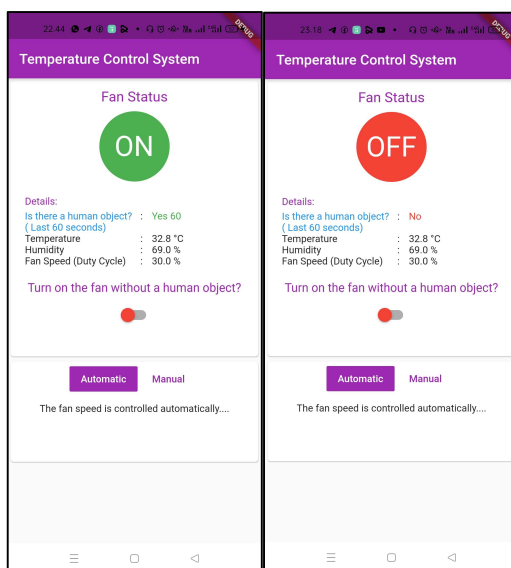 22.44
DEBUG
Temperature Control System
Fan Status
ON
Details:
Is there a human object? : Yes 60
( Last 60 seconds)
Temperature : 32.8 °C
Humidity : 69.0 %
Fan Speed (Duty Cycle) : 30.0 %
Turn on the fan without a human object?
Automatic Manual
The fan speed is controlled automatically....
23.18
DEBUG
Temperature Control System
Fan Status
OFF
Details:
Is there a human object? : No
( Last 60 seconds)
Temperature : 32.8 °C
Humidity : 69.0 %
Fan Speed (Duty Cycle) : 30.0 %
Turn on the fan without a human object?
Automatic Manual
The fan speed is controlled automatically....